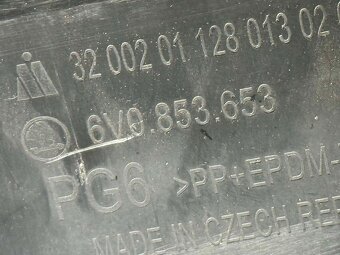 32 002 01 128 013 02
6V0.853.653
PG6 >PP+EPDM-
MADE IN CZECH REP